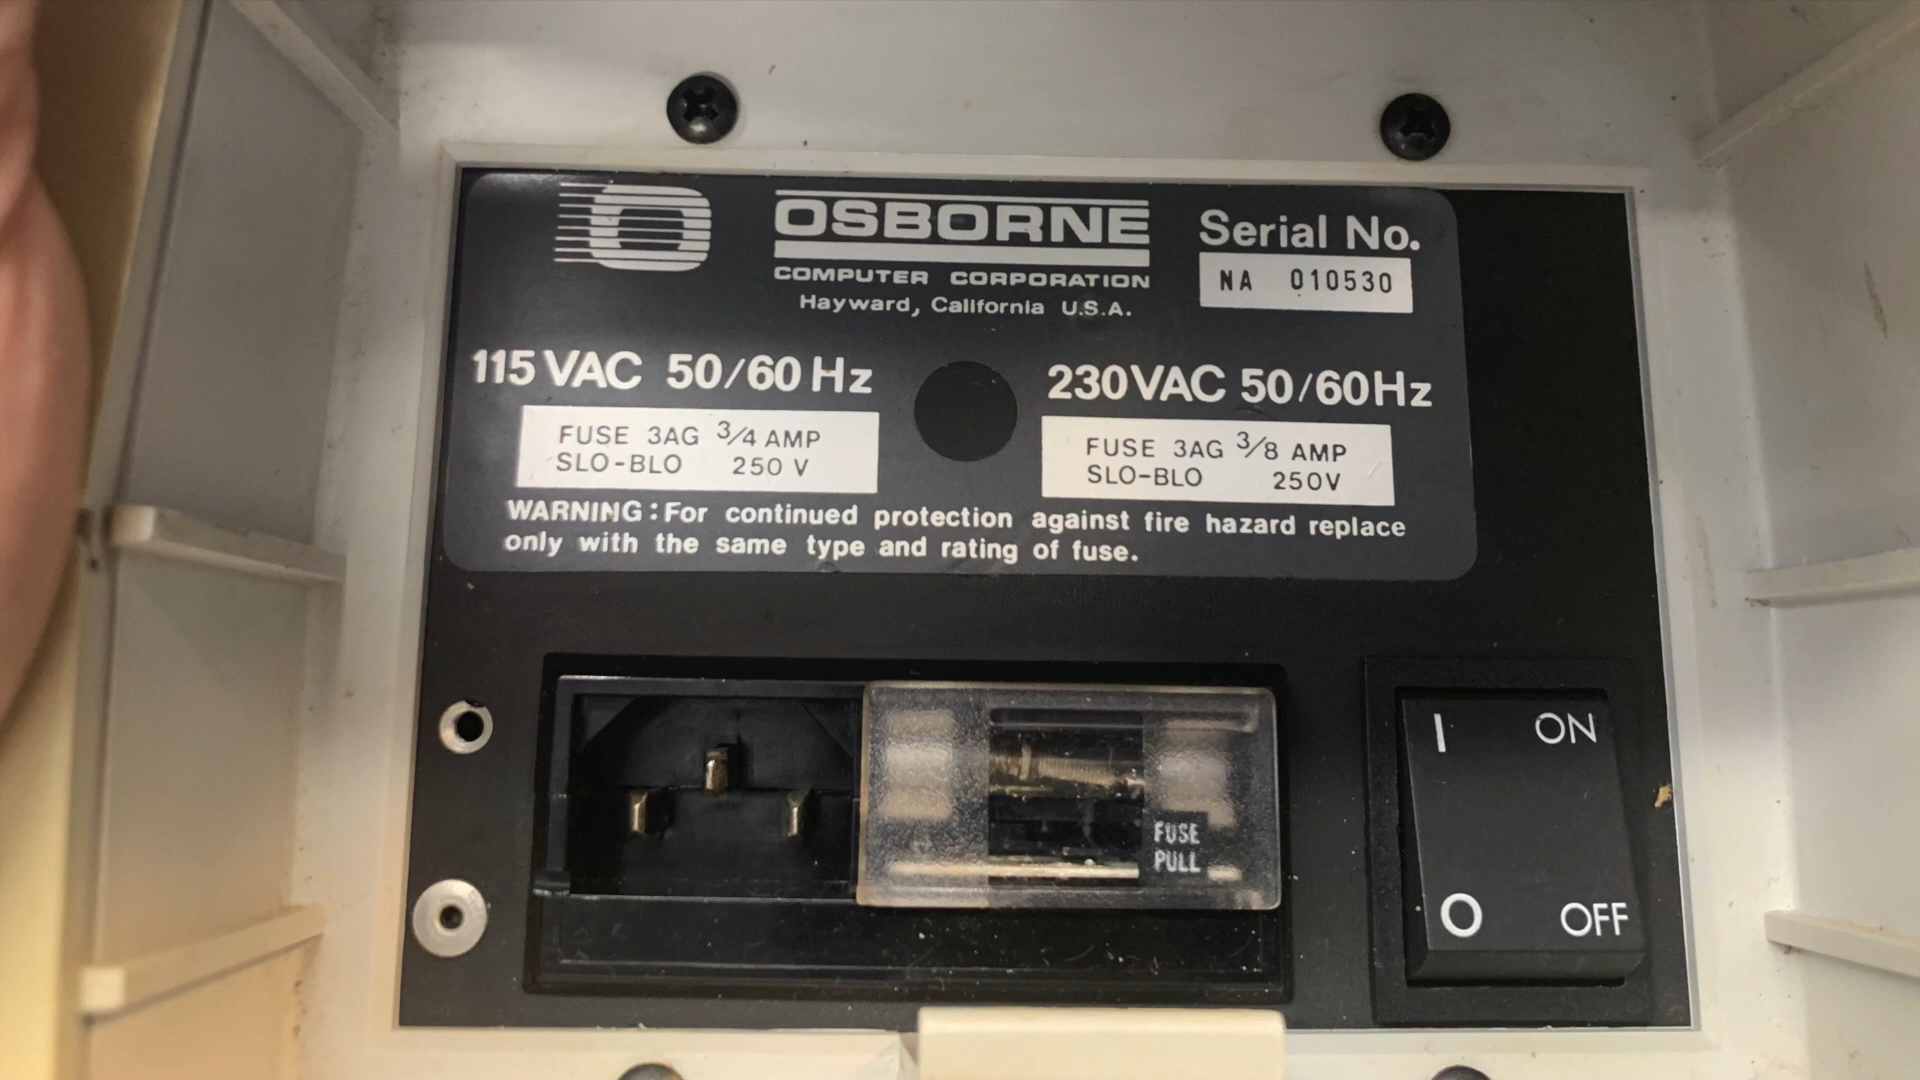 OSBORNE
COMPUTER CORPORATION
Hayward, California U.S.A.
Serial No.
NA 010530
115 VAC 50/60 Hz
FUSE 3AG 3/4 AMP
SLO-BLO 250 V
230VAC 50/60Hz
FUSE 3AG 3/8 AMP
SLO-BLO 250V
WARNING: For continued protection against fire hazard replace
only with the same type and rating of fuse.
FUSE
PULL
I ON
O OFF